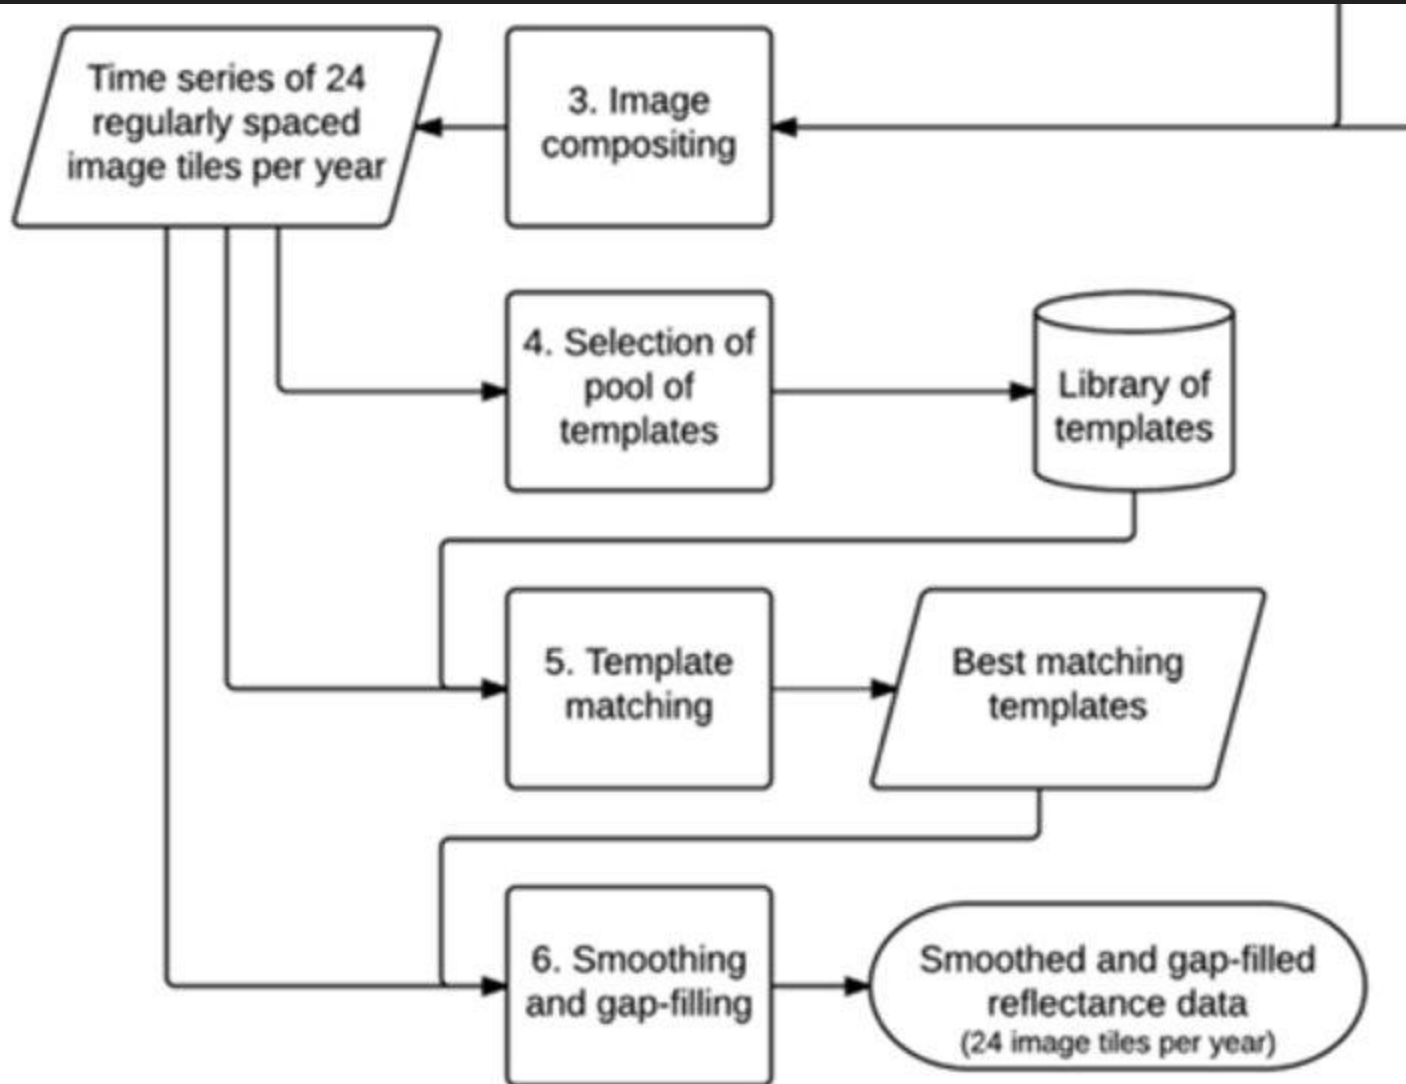 Time series of 24
regularly spaced
image tiles per year
3. Image
compositing
4. Selection of
pool of
templates
Library of
templates
5. Template
matching
Best matching
templates
6. Smoothing
and gap-filling
Smoothed and gap-filled
reflectance data
(24 image tiles per year)